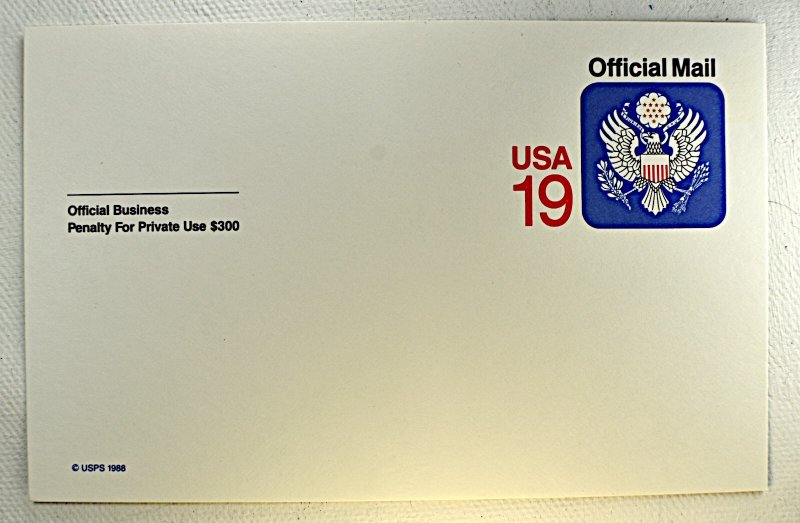 Official Mail
USA
19
Official Business
Penalty For Private Use $300
© USPS 1988